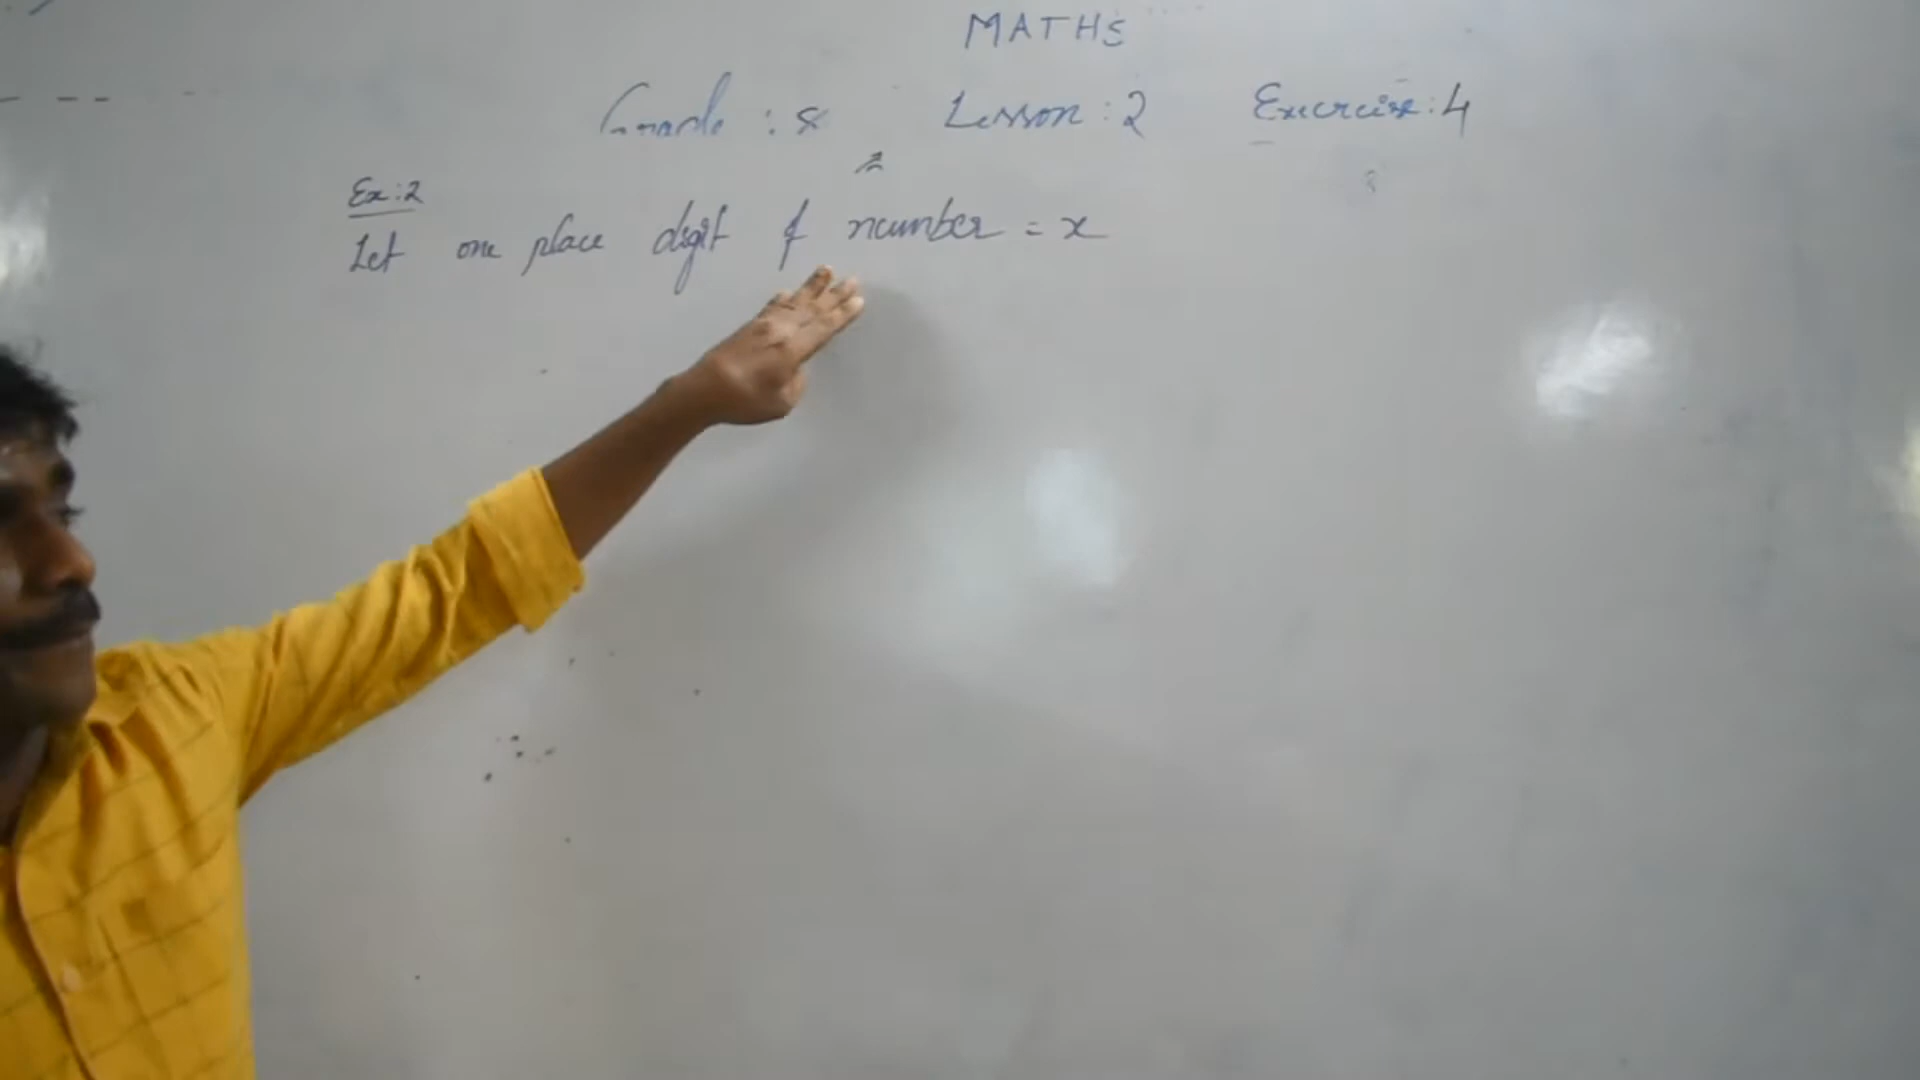 MATHS
Grade : 8 Lesson : 2 Exercise : 4
Ex : 2
Let one place digit of number = x